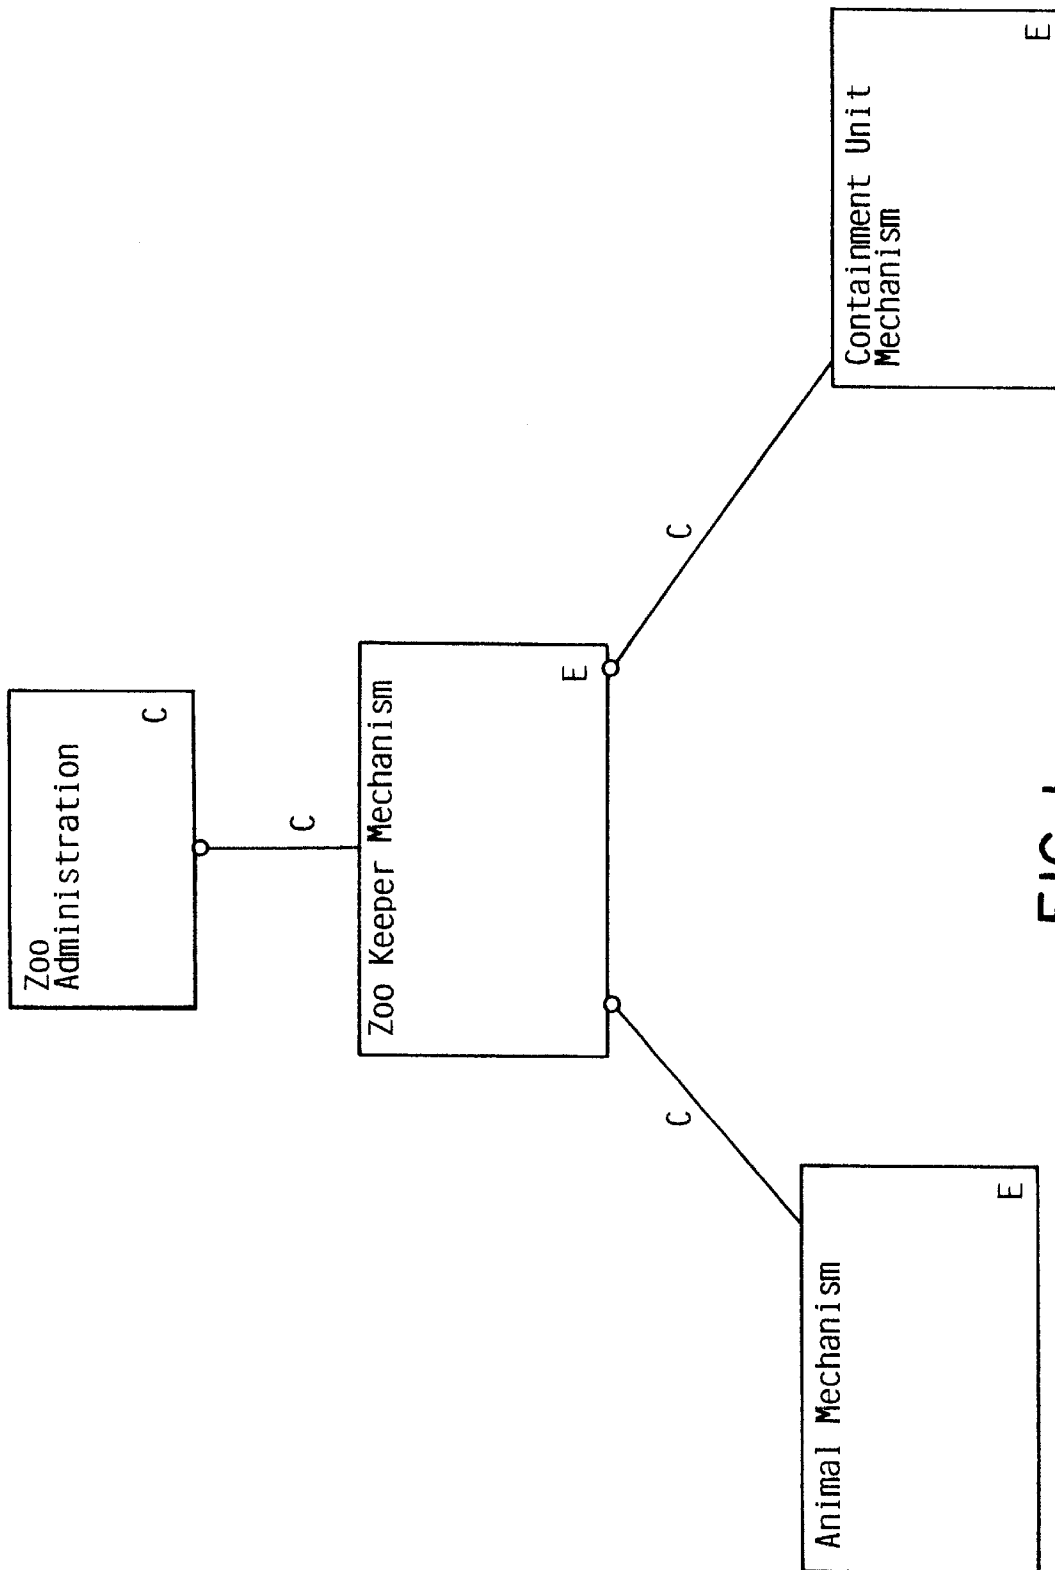 Zoo
Administration
C
C
Zoo Keeper Mechanism
E
C
C
Animal Mechanism
E
Containment Unit
Mechanism
E